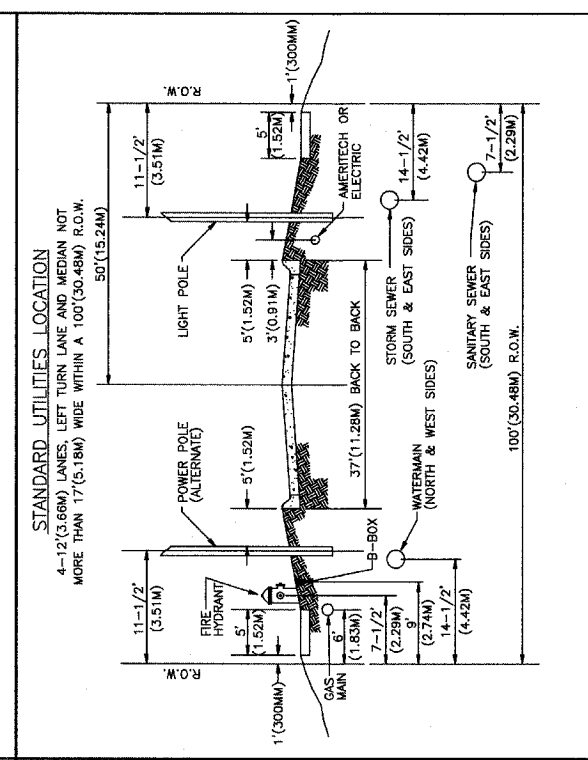 STANDARD UTILITIES LOCATION
4-12'(3.66M) LANES, LEFT TURN LANE AND MEDIAN NOT
MORE THAN 17'(5.18M) WIDE WITHIN A 100'(30.48M) R.O.W.
50'(15.24M)
R.O.W.
11-1/2'
(3.51M)
POWER POLE
(ALTERNATE)
LIGHT POLE
11-1/2'
(3.51M)
R.O.W.
FIRE
HYDRANT
5'
(1.52M)
5'(1.52M)
5'(1.52M)
3'(0.91M)
5'
(1.52M)
1'(300MM)
1'(300MM)
GAS
MAIN
6'
(1.83M)
B-BOX
37'(11.28M) BACK TO BACK
AMERITECH OR
ELECTRIC
7-1/2'
(2.29M)
9'
(2.74M)
14-1/2'
(4.42M)
WATERMAIN
(NORTH & WEST SIDES)
STORM SEWER
(SOUTH & EAST SIDES)
14-1/2'
(4.42M)
SANITARY SEWER
(SOUTH & EAST SIDES)
7-1/2'
(2.29M)
100'(30.48M) R.O.W.